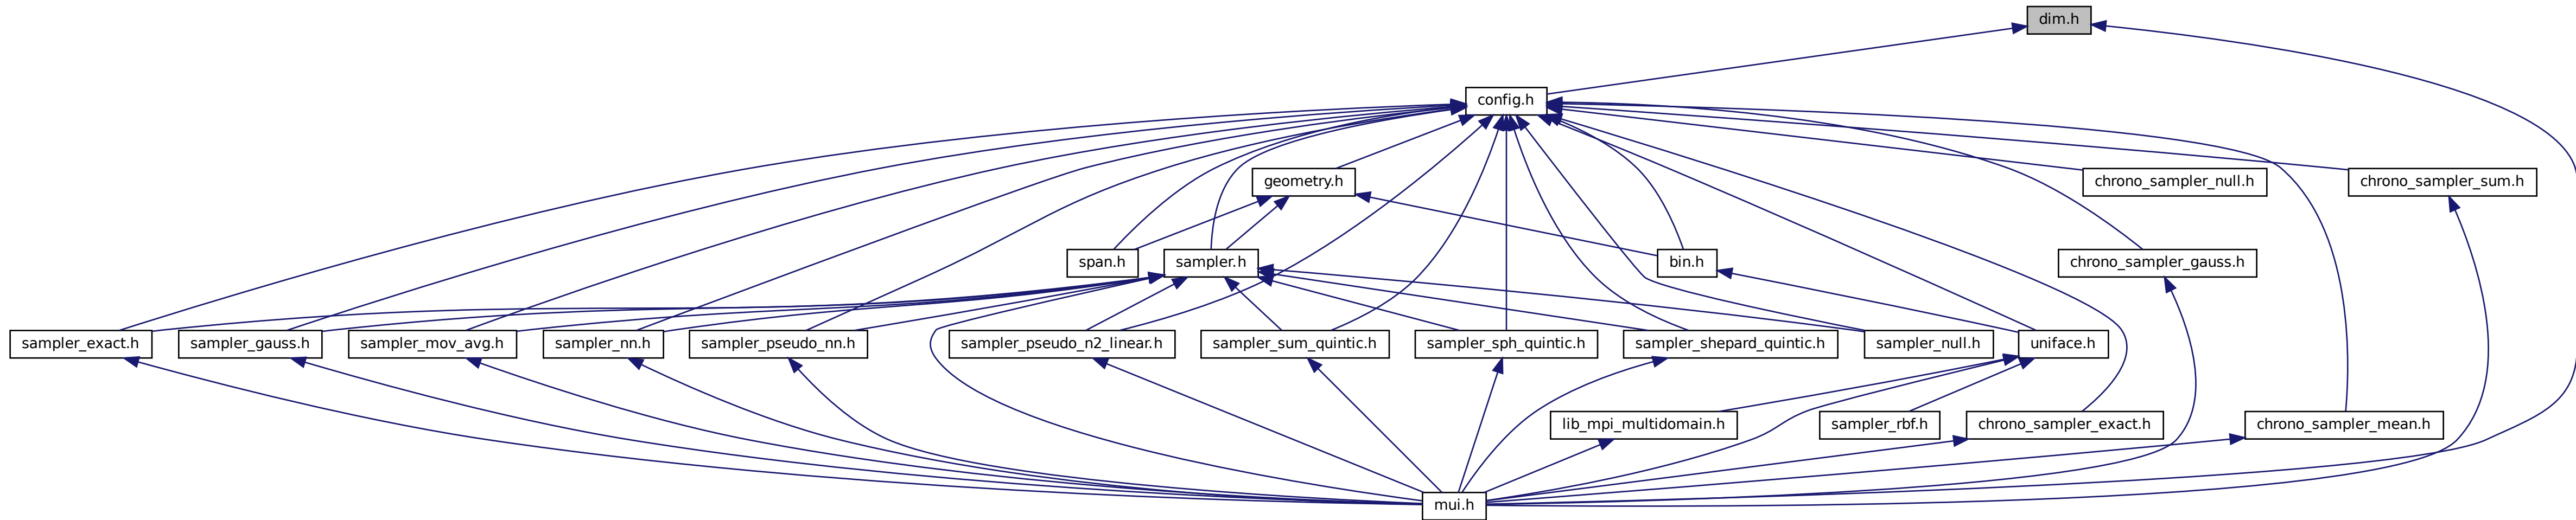 dim.h
config.h
geometry.h
chrono_sampler_null.h
chrono_sampler_sum.h
span.h
sampler.h
bin.h
chrono_sampler_gauss.h
sampler_exact.h
sampler_gauss.h
sampler_mov_avg.h
sampler_nn.h
sampler_pseudo_nn.h
sampler_pseudo_n2_linear.h
sampler_sum_quintic.h
sampler_sph_quintic.h
sampler_shepard_quintic.h
sampler_null.h
uniface.h
lib_mpi_multidomain.h
sampler_rbf.h
chrono_sampler_exact.h
chrono_sampler_mean.h
mui.h